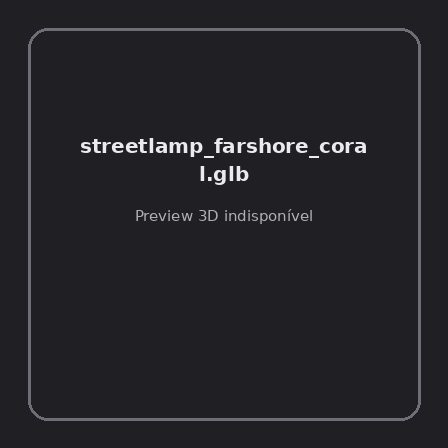 streetlamp_farshore_cora
l.glb
Preview 3D indisponível